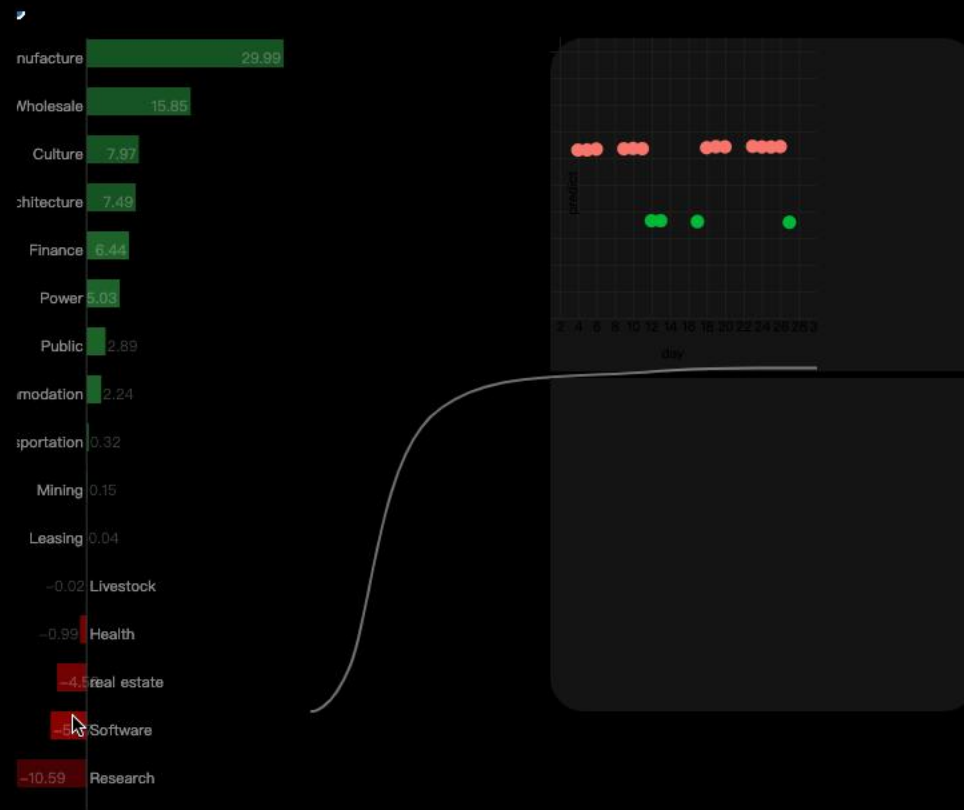 nufacture 29.99
Wholesale 15.85
Culture 7.97
chitecture 7.49
Finance 6.44
Power 5.03
Public 2.89
modation 2.24
sportation 0.32
Mining 0.15
Leasing 0.04
-0.02 Livestock
-0.99 Health
real estate
Software
-10.59 Research
predict
2 4 6 8 10 12 14 16 18 20 22 24 26 28 3
day